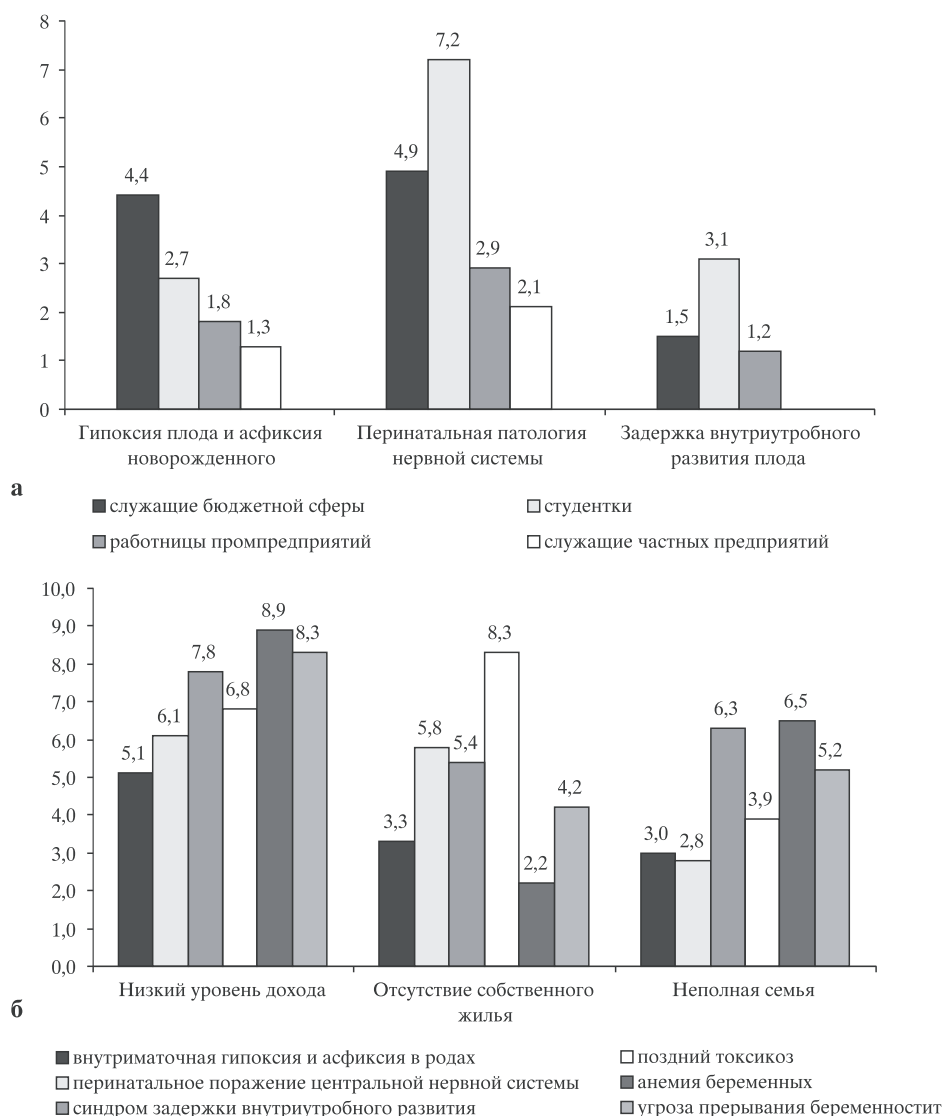 8
7,2
7
6
4,9
5
4,4
4
3,1
2,9
3
2,7
2,1
2
1,8
1,5
1,3
1,2
1
0
Гипоксия плода и асфиксия новорожденного
Перинатальная патология нервной системы
Задержка внутриутробного развития плода
а
служащие бюджетной сферы
студентки
работницы промпредприятий
служащие частных предприятий
10,0
9,0
8,0
7,0
6,0
5,0
4,0
3,0
2,0
1,0
0,0
5,1
6,1
7,8
6,8
8,9
8,3
3,3
5,8
5,4
8,3
2,2
4,2
3,0
2,8
6,3
3,9
6,5
5,2
Низкий уровень дохода
Отсутствие собственного
жилья
Неполная семья
б
внутриматочная гипоксия и асфиксия в родах
поздний токсикоз
перинатальное поражение центральной нервной системы
анемия беременных
синдром задержки внутриутробного развития
угроза прерывания беременностит